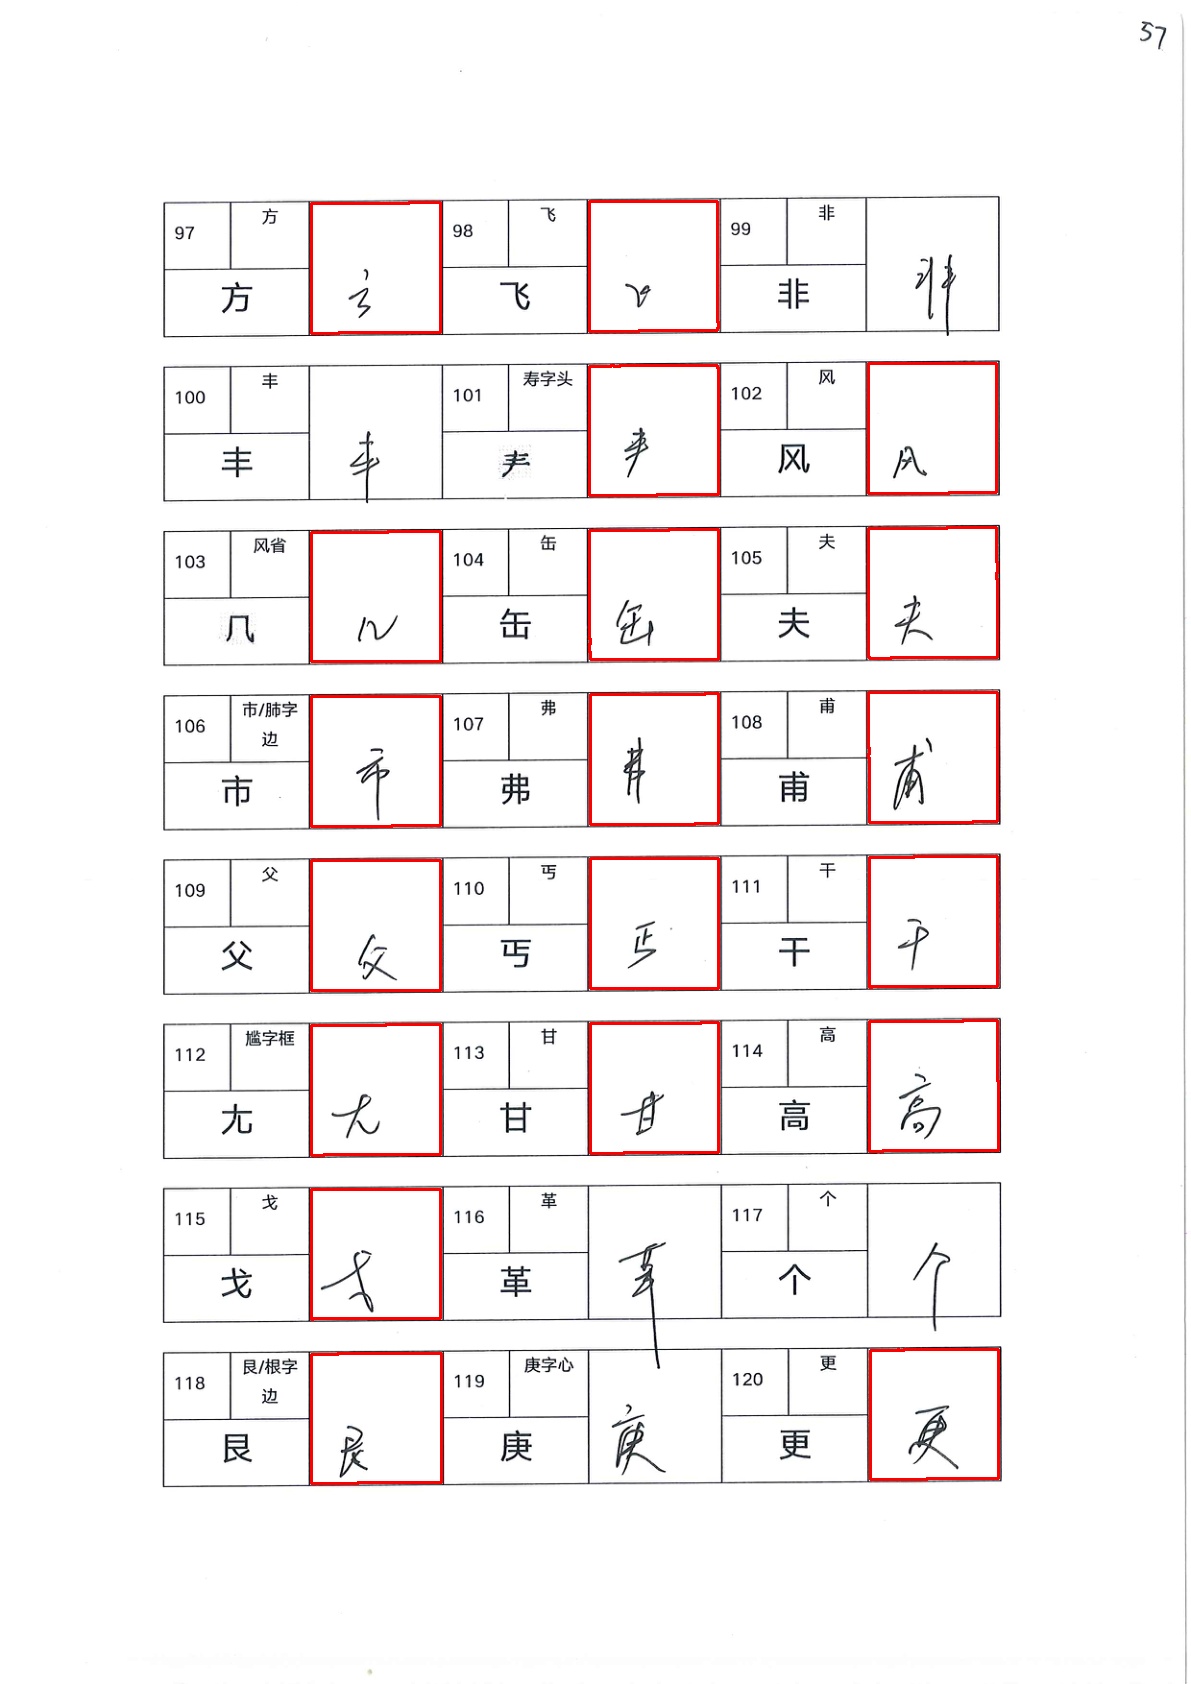 57
97 方 98 飞 99 非
方 方 飞 飞 非 非
100 丰 101 寿字头 102 风
丰 丰 龶 龶 风 风
103 风省 104 缶 105 夫
几 几 缶 缶 夫 夫
106 市/肺字边 107 弗 108 甫
市 市 弗 弗 甫 甫
109 父 110 丐 111 干
父 父 丐 丐 干 干
112 尴字框 113 甘 114 高
尢 尢 甘 甘 高 高
115 戈 116 革 117 个
戈 戈 革 革 个 个
118 艮/根字边 119 庚字心 120 更
艮 艮 庚 庚 更 更